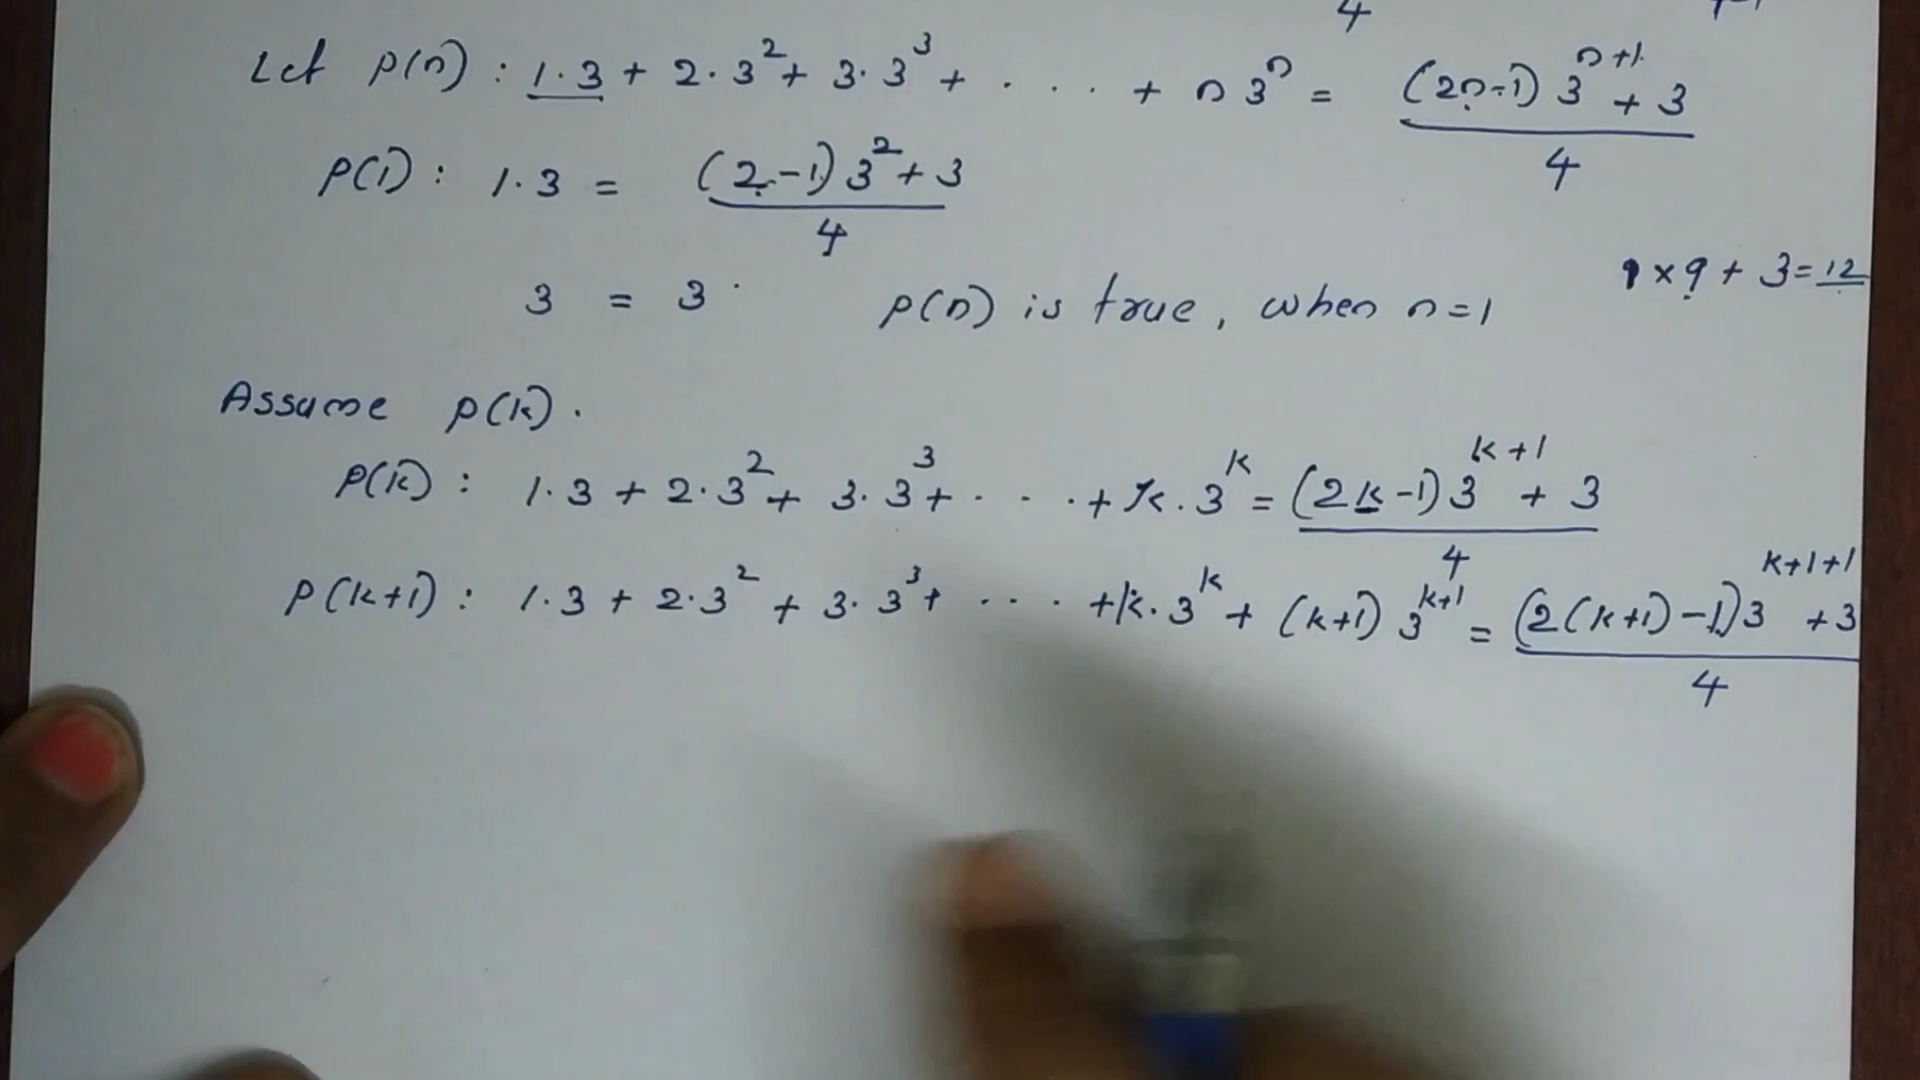 4
Let P(n) : 1·3 + 2·3² + 3·3³ + · · · + n 3ⁿ = (2n-1) 3ⁿ⁺¹ + 3 / 4
P(1) : 1·3 = (2-1) 3² + 3 / 4
1 × 9 + 3 = 12
3 = 3 · P(n) is true, when n=1
Assume P(k).
P(k) : 1·3 + 2·3² + 3·3³ + · · · + k·3ᵏ = (2k-1) 3ᵏ⁺¹ + 3 / 4
P(k+1) : 1·3 + 2·3² + 3·3³ + · · · + k·3ᵏ + (k+1) 3ᵏ⁺¹ = (2(k+1)-1) 3ᵏ⁺¹⁺¹ + 3 / 4